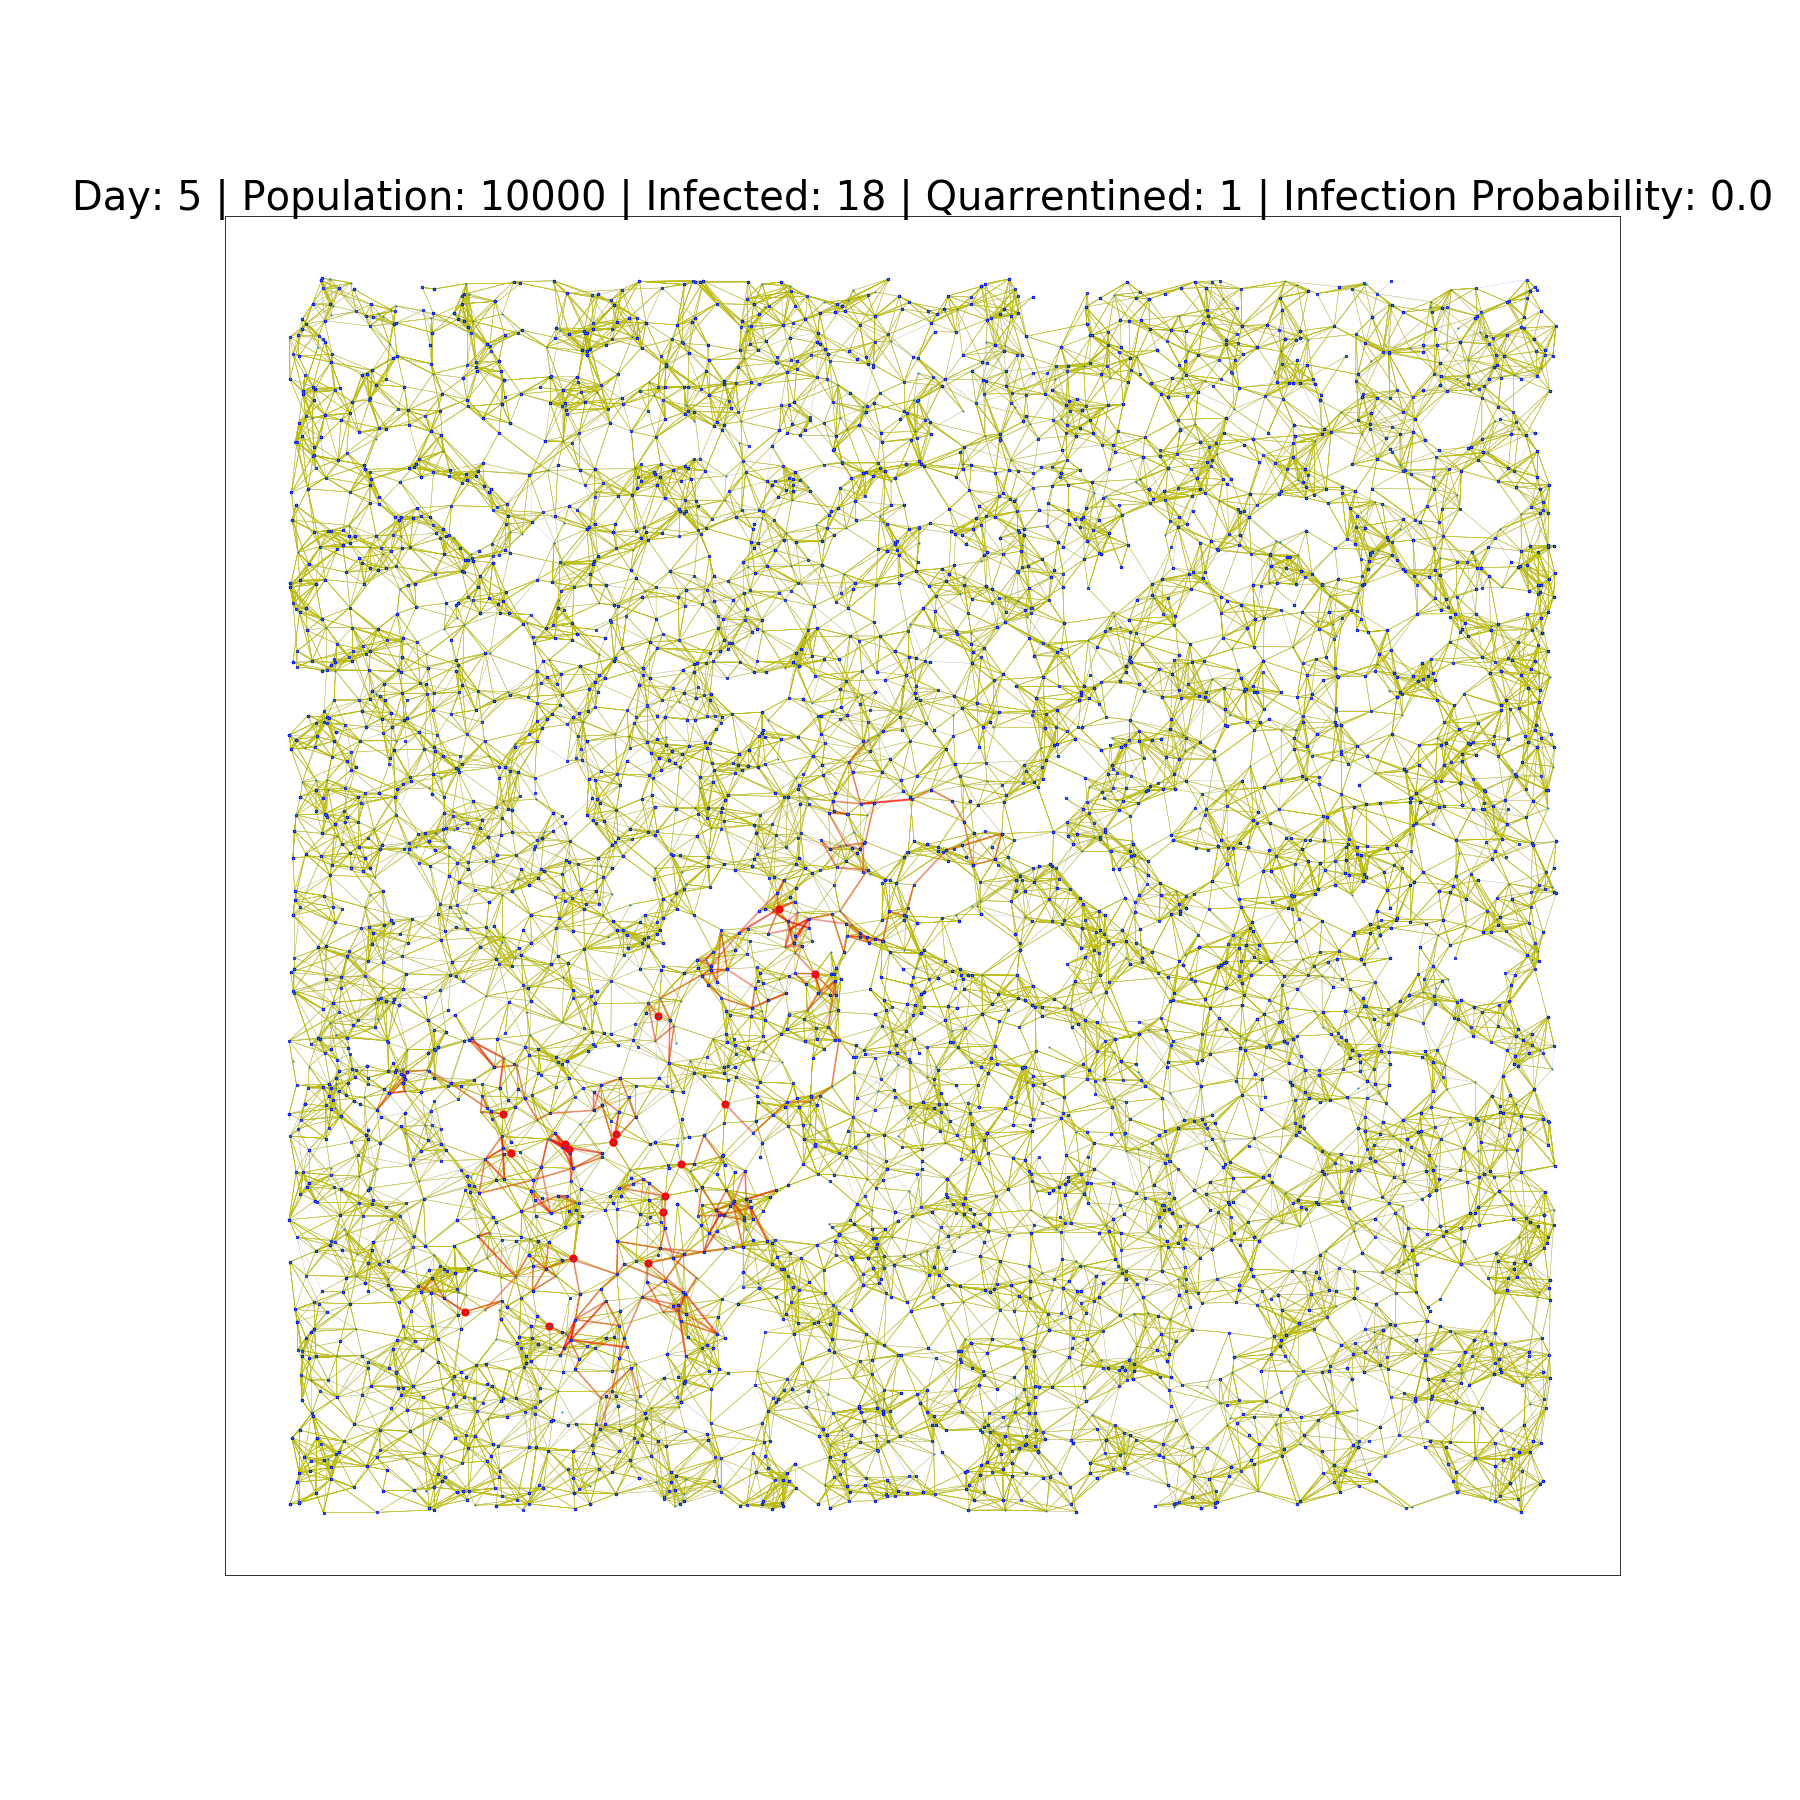 Day: 5 | Population: 10000 | Infected: 18 | Quarrentined: 1 | Infection Probability: 0.0